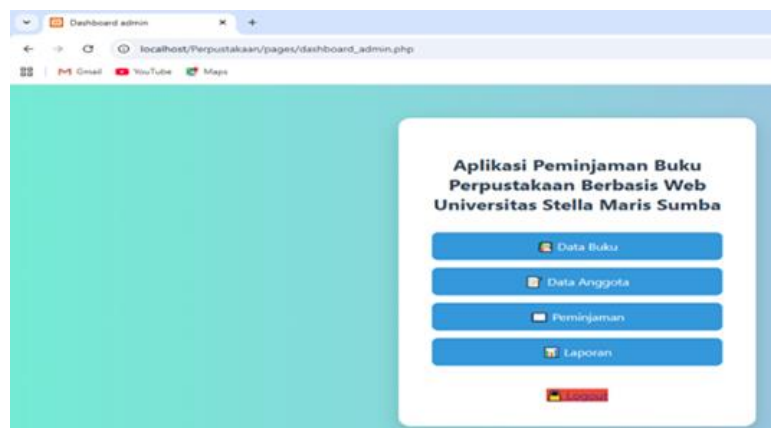 Dashboard admin
localhost/Perpustakaan/pages/dashboard_admin.php
Gmail YouTube Maps
Aplikasi Peminjaman Buku
Perpustakaan Berbasis Web
Universitas Stella Maris Sumba
Data Buku
Data Anggota
Peminjaman
Laporan
Logout